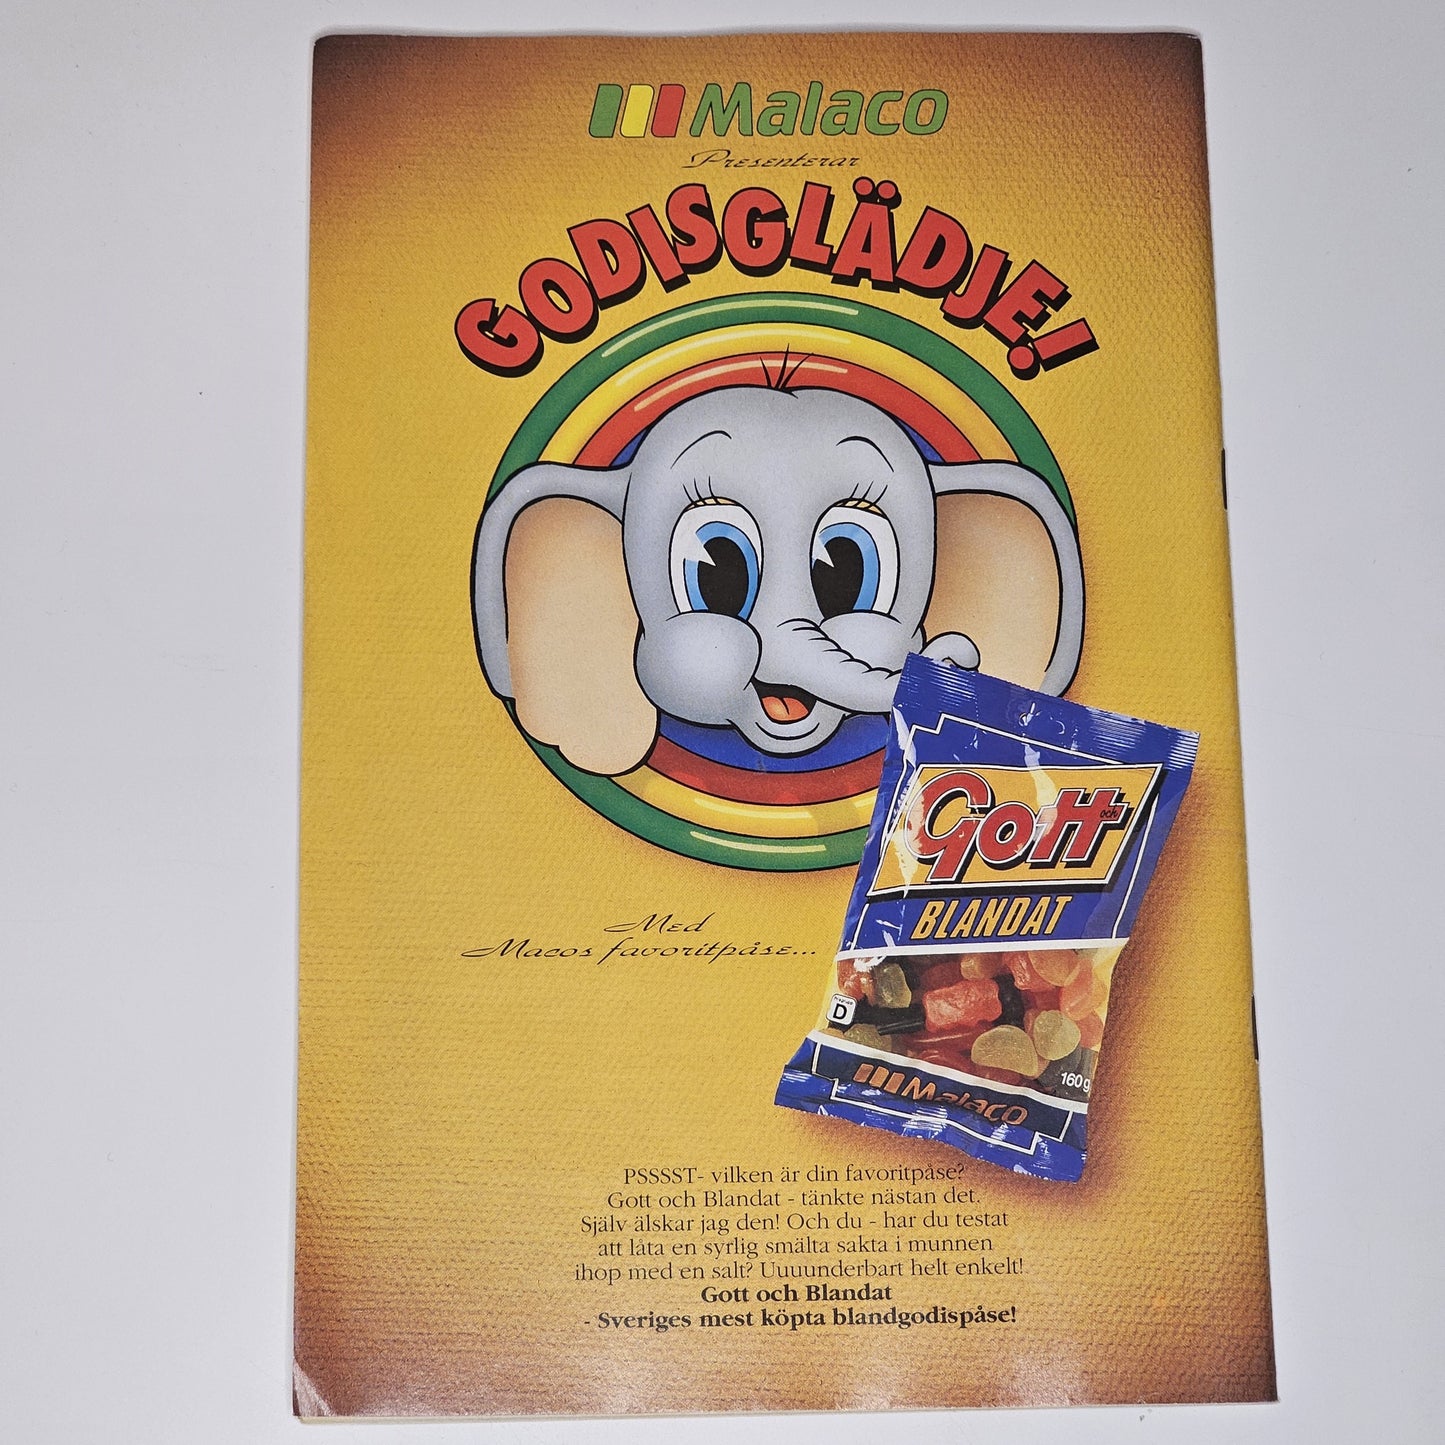 Malaco
Presenterar
GODISGLÄDJE!
Gott och
BLANDAT
Med
Macos favoritpåse...
D
160 g
Malaco
PSSSST- vilken är din favoritpåse?
Gott och Blandat - tänkte nästan det.
Själv älskar jag den! Och du - har du testat
att låta en syrlig smälta sakta i munnen
ihop med en salt? Uuuunderbart helt enkelt!
Gott och Blandat
- Sveriges mest köpta blandgodispåse!